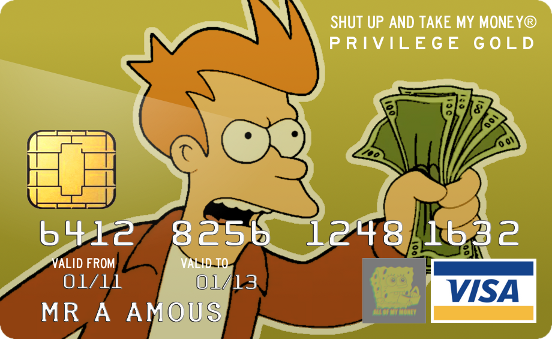 SHUT UP AND TAKE MY MONEY®
PRIVILEGE GOLD
6412 8256 1248 1632
VALID FROM VALID TO
01/11 01/13
MR A AMOUS
ALL OF MY MONEY
VISA